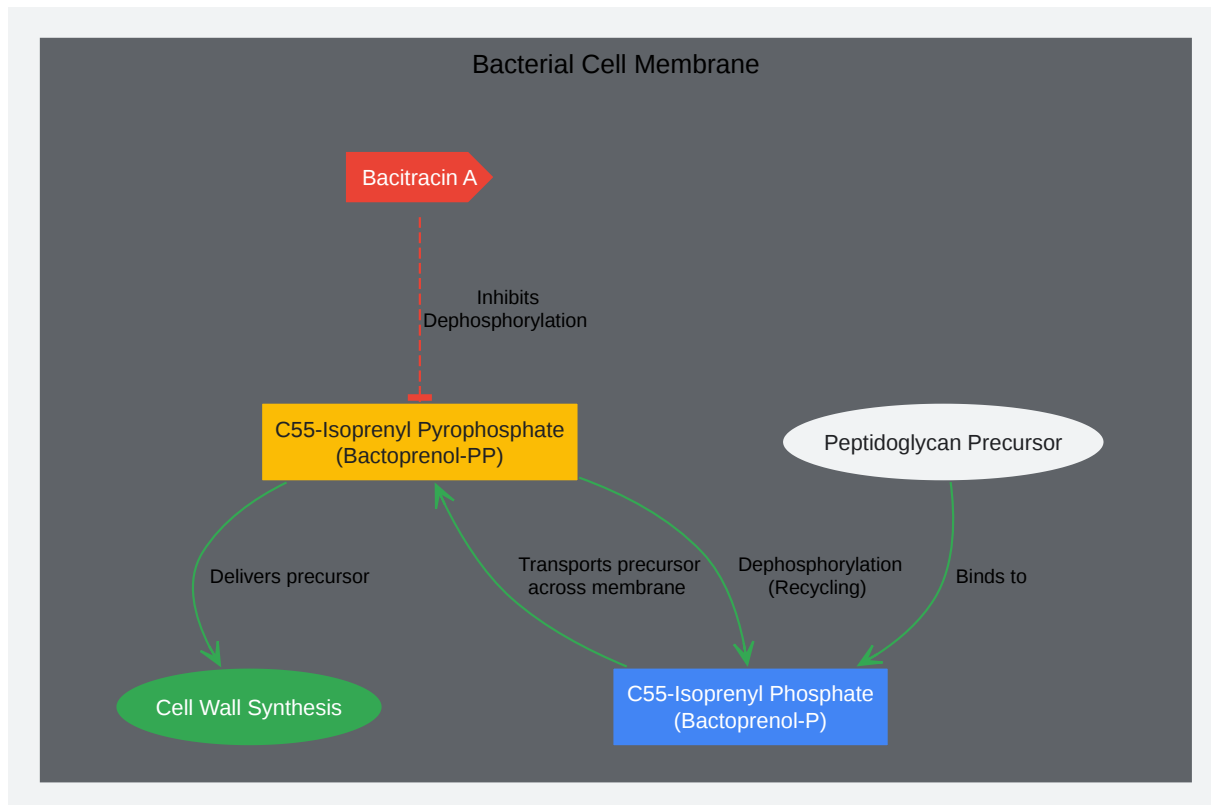 Bacterial Cell Membrane
Bacitracin A
Inhibits
Dephosphorylation
C55-Isoprenyl Pyrophosphate
(Bactoprenol-PP)
Peptidoglycan Precursor
Delivers precursor
Transports precursor
across membrane
Dephosphorylation
(Recycling)
Binds to
Cell Wall Synthesis
C55-Isoprenyl Phosphate
(Bactoprenol-P)